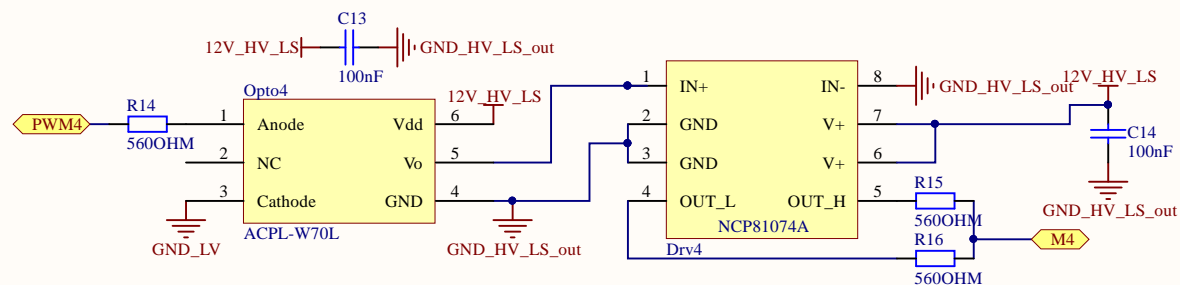 C13
12V_HV_LS
GND_HV_LS_out
100nF
Opto4
12V_HV_LS
R14
PWM4
560OHM
1
Anode
Vdd
6
2
NC
Vo
5
3
Cathode
GND
4
GND_LV
ACPL-W70L
GND_HV_LS_out
1
IN+
IN-
8
GND_HV_LS_out
12V_HV_LS
2
GND
V+
7
3
GND
V+
6
C14
100nF
GND_HV_LS_out
4
OUT_L
OUT_H
5
R15
560OHM
NCP81074A
Drv4
R16
560OHM
M4